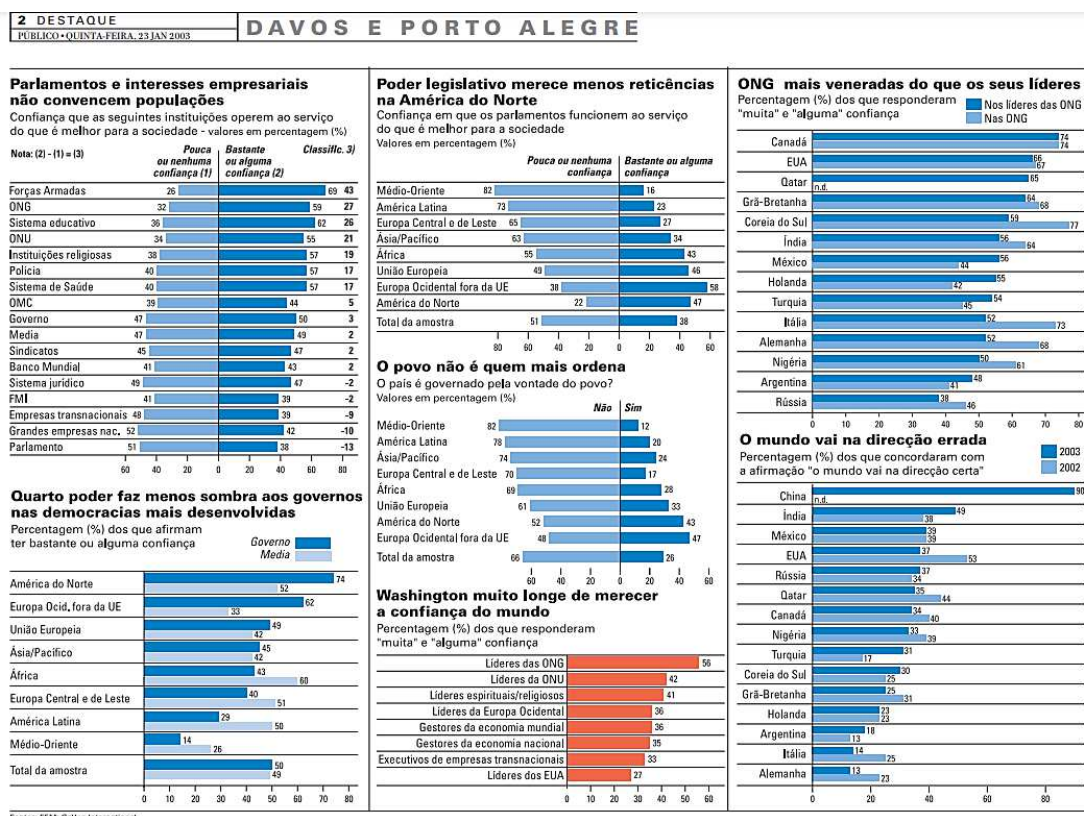 2 DESTAQUE
PÚBLICO • QUINTA-FEIRA, 23 JAN 2003
DAVOS E PORTO ALEGRE
Parlamentos e interesses empresariais
não convencem populações
Confiança que as seguintes instituições operem ao serviço
do que é melhor para a sociedade - valores em percentagem (%)
Nota: (2) - (1) = (3)
Pouca ou nenhuma confiança (1)
Bastante ou alguma confiança (2)
Classific. 3)
Forças Armadas 26 69 43
ONG 32 59 27
Sistema educativo 36 62 26
ONU 34 55 21
Instituições religiosas 38 57 19
Polícia 40 57 17
Sistema de Saúde 40 57 17
OMC 39 44 5
Governo 47 50 3
Media 47 49 2
Sindicatos 45 47 2
Banco Mundial 41 43 2
Sistema jurídico 49 47 -2
FMI 41 39 -2
Empresas transnacionais 48 39 -9
Grandes empresas nac. 52 42 -10
Parlamento 51 38 -13
60 40 20 0 20 40 60 80
Quarto poder faz menos sombra aos governos
nas democracias mais desenvolvidas
Percentagem (%) dos que afirmam
ter bastante ou alguma confiança
Governo
Media
América do Norte 74 52
Europa Ocid. fora da UE 62 33
União Europeia 49 42
Ásia/Pacífico 45 42
África 43 60
Europa Central e de Leste 40 51
América Latina 29 50
Médio-Oriente 14 26
Total da amostra 50 49
0 10 20 30 40 50 60 70 80
Poder legislativo merece menos reticências
na América do Norte
Confiança em que os parlamentos funcionem ao serviço
do que é melhor para a sociedade
Valores em percentagem (%)
Pouca ou nenhuma confiança
Bastante ou alguma confiança
Médio-Oriente 82 16
América Latina 73 23
Europa Central e de Leste 65 27
Ásia/Pacífico 63 34
África 55 43
União Europeia 49 46
Europa Ocidental fora da UE 38 58
América do Norte 22 47
Total da amostra 51 38
80 60 40 20 0 20 40 60
O povo não é quem mais ordena
O país é governado pela vontade do povo?
Valores em percentagem (%)
Não Sim
Médio-Oriente 82 12
América Latina 78 20
Ásia/Pacífico 74 24
Europa Central e de Leste 70 17
África 69 28
União Europeia 61 33
América do Norte 52 43
Europa Ocidental fora da UE 48 47
Total da amostra 66 26
60 40 20 0 20 40 60
Washington muito longe de merecer
a confiança do mundo
Percentagem (%) dos que responderam
"muita" e "alguma" confiança
Líderes das ONG 56
Líderes da ONU 42
Líderes espirituais/religiosos 41
Líderes da Europa Ocidental 36
Gestores da economia mundial 36
Gestores da economia nacional 35
Executivos de empresas transnacionais 33
Líderes dos EUA 27
0 10 20 30 40 50 60
ONG mais veneradas do que os seus líderes
Percentagem (%) dos que responderam
"muita" e "alguma" confiança
Nos líderes das ONG
Nas ONG
Canadá 74 74
EUA 66 67
Qatar 65 n.d.
Grã-Bretanha 64 68
Coreia do Sul 59 77
Índia 56 64
México 56 44
Holanda 55 42
Turquia 54 45
Itália 52 73
Alemanha 52 68
Nigéria 50 61
Argentina 48 41
Rússia 38 46
0 10 20 30 40 50 60 70 80
O mundo vai na direcção errada
Percentagem (%) dos que concordaram com
a afirmação "o mundo vai na direcção certa"
2003
2002
China 90 n.d.
Índia 49 38
México 39 39
EUA 37 53
Rússia 37 34
Qatar 35 44
Canadá 34 40
Nigéria 33 39
Turquia 31 17
Coreia do Sul 30 25
Grã-Bretanha 25 31
Holanda 23 23
Argentina 18 13
Itália 14 25
Alemanha 13 23
0 20 40 60 80